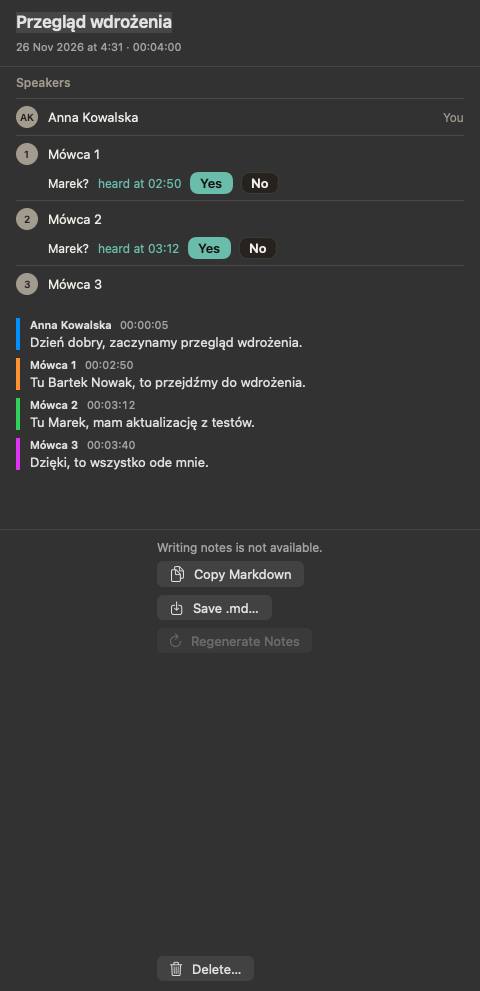 Przegląd wdrożenia
26 Nov 2026 at 4:31 · 00:04:00
Speakers
AK Anna Kowalska You
1 Mówca 1
Marek? heard at 02:50 Yes No
2 Mówca 2
Marek? heard at 03:12 Yes No
3 Mówca 3
Anna Kowalska 00:00:05
Dzień dobry, zaczynamy przegląd wdrożenia.
Mówca 1 00:02:50
Tu Bartek Nowak, to przejdźmy do wdrożenia.
Mówca 2 00:03:12
Tu Marek, mam aktualizację z testów.
Mówca 3 00:03:40
Dzięki, to wszystko ode mnie.
Writing notes is not available.
Copy Markdown
Save .md...
Regenerate Notes
Delete...